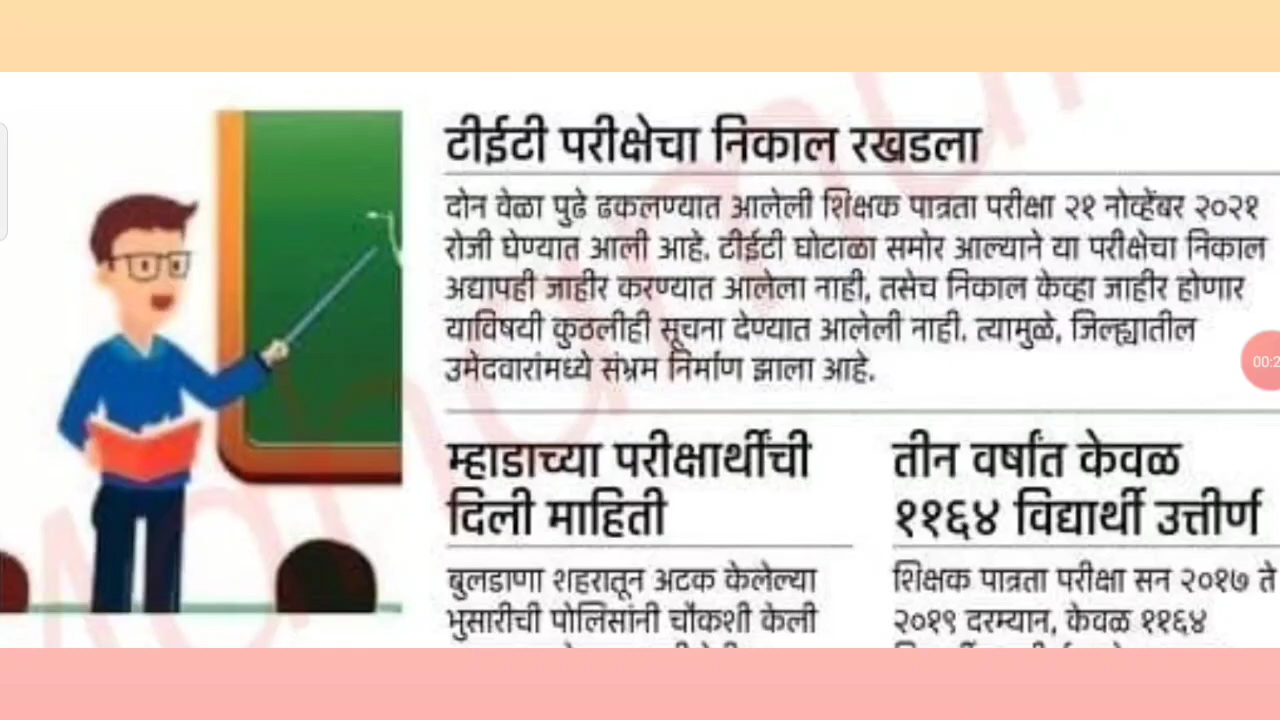 टीईटी परीक्षेचा निकाल रखडला
दोन वेळा पुढे ढकलण्यात आलेली शिक्षक पात्रता परीक्षा २१ नोव्हेंबर २०२१
रोजी घेण्यात आली आहे. टीईटी घोटाळा समोर आल्याने या परीक्षेचा निकाल
अद्यापही जाहीर करण्यात आलेला नाही, तसेच निकाल केव्हा जाहीर होणार
याविषयी कुठलीही सूचना देण्यात आलेली नाही. त्यामुळे, जिल्ह्यातील
उमेदवारांमध्ये संभ्रम निर्माण झाला आहे.
म्हाडाच्या परीक्षार्थीची
दिली माहिती
बुलडाणा शहरातून अटक केलेल्या
भुसारीची पोलिसांनी चौकशी केली
तीन वर्षांत केवळ
११६४ विद्यार्थी उत्तीर्ण
शिक्षक पात्रता परीक्षा सन २०१७ ते
२०१९ दरम्यान, केवळ ११६४
00:2